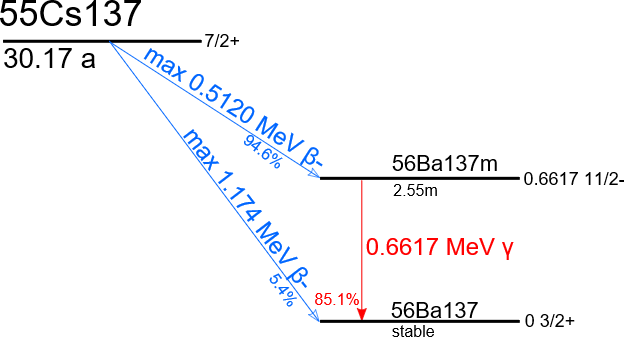 55Cs137
7/2+
30.17 a
max 0.5120 MeV β-
94.6%
max 1.174 MeV β-
5.4%
56Ba137m
2.55m
0.6617 11/2-
0.6617 MeV γ
85.1%
56Ba137
stable
0 3/2+